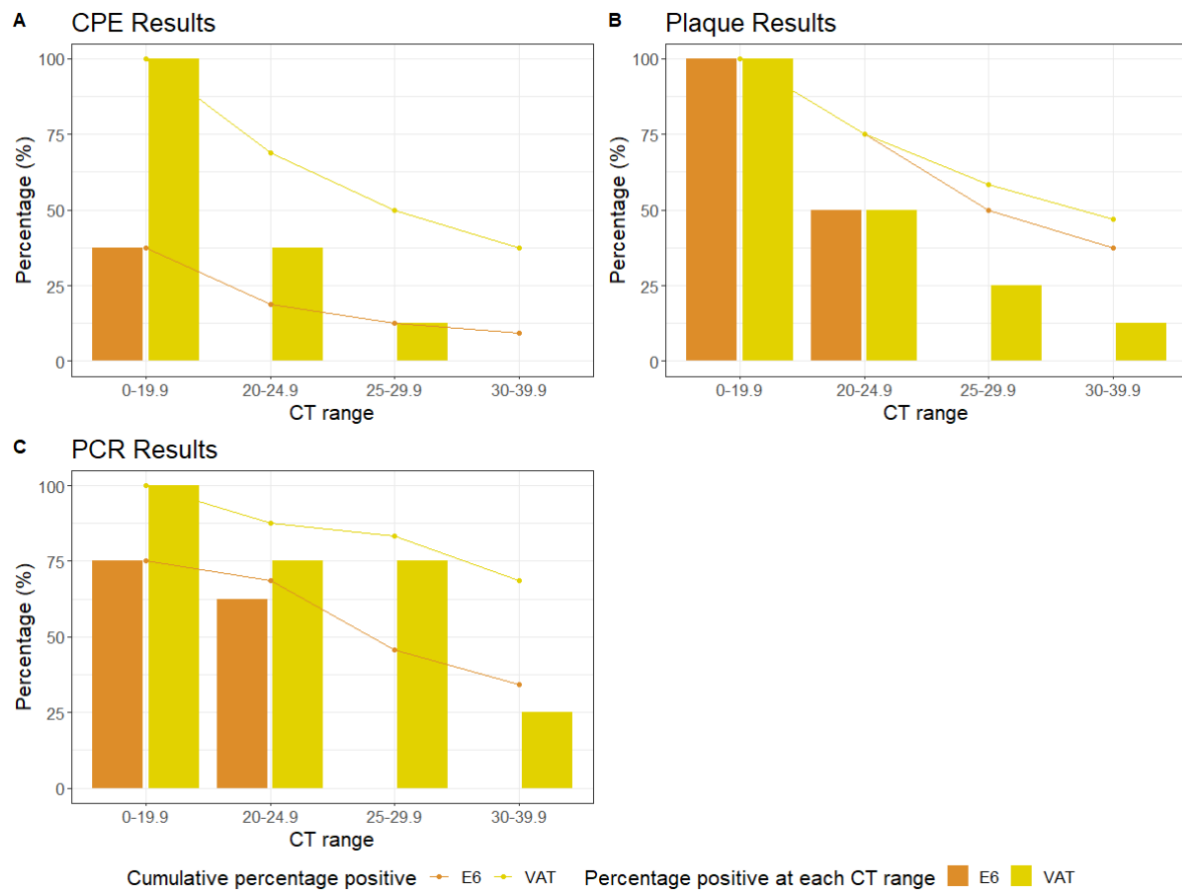 A CPE Results
Percentage (%)
100
75
50
25
0
0-19.9 20-24.9 25-29.9 30-39.9
CT range
B Plaque Results
Percentage (%)
100
75
50
25
0
0-19.9 20-24.9 25-29.9 30-39.9
CT range
C PCR Results
Percentage (%)
100
75
50
25
0
0-19.9 20-24.9 25-29.9 30-39.9
CT range
Cumulative percentage positive E6 VAT Percentage positive at each CT range E6 VAT